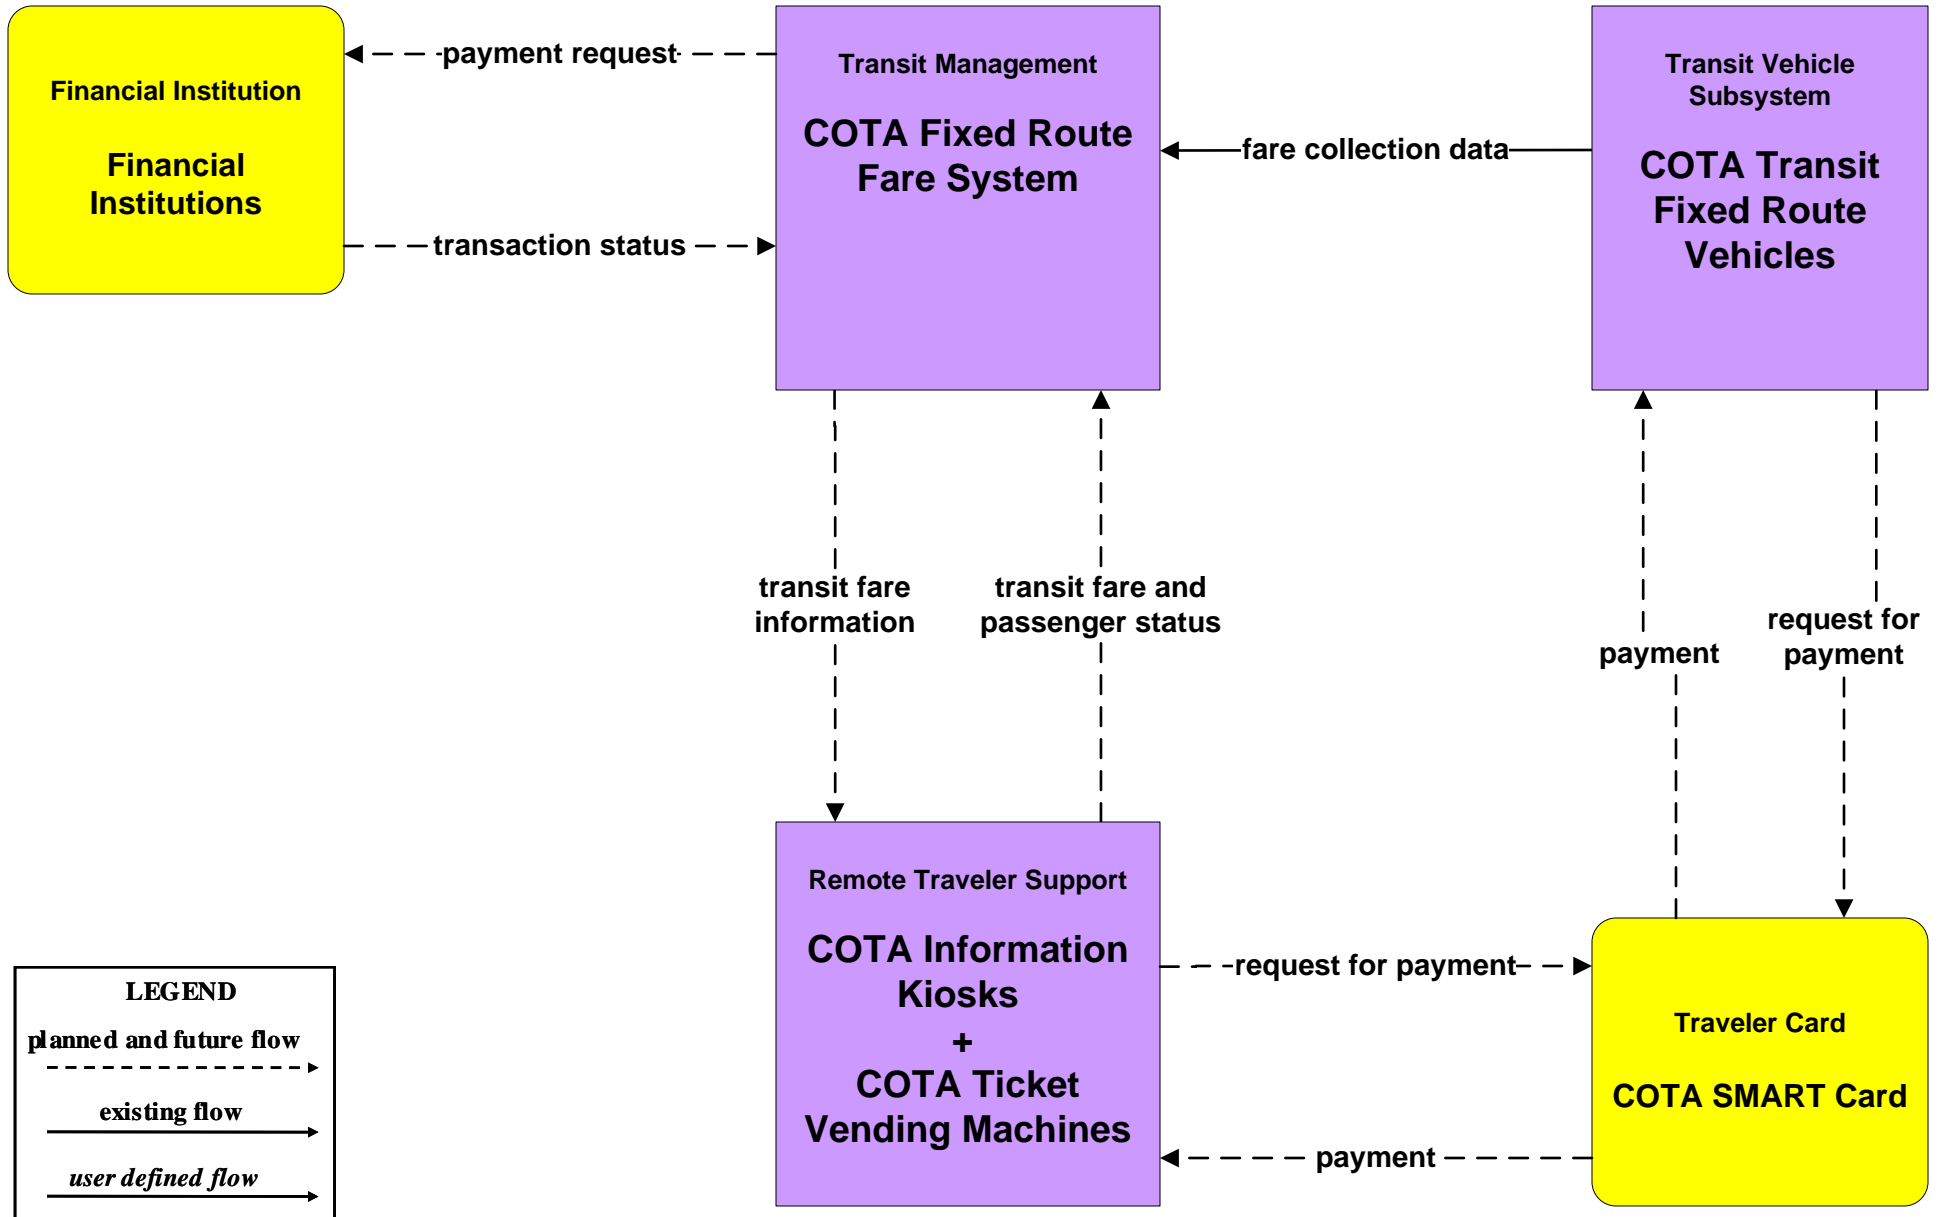 payment request
Financial Institution
Financial
Institutions
transaction status
Transit Management
COTA Fixed Route
Fare System
fare collection data
Transit Vehicle
Subsystem
COTA Transit
Fixed Route
Vehicles
transit fare
information
transit fare and
passenger status
payment
request for
payment
Remote Traveler Support
COTA Information
Kiosks
+
COTA Ticket
Vending Machines
request for payment
payment
Traveler Card
COTA SMART Card
LEGEND
planned and future flow
existing flow
user defined flow